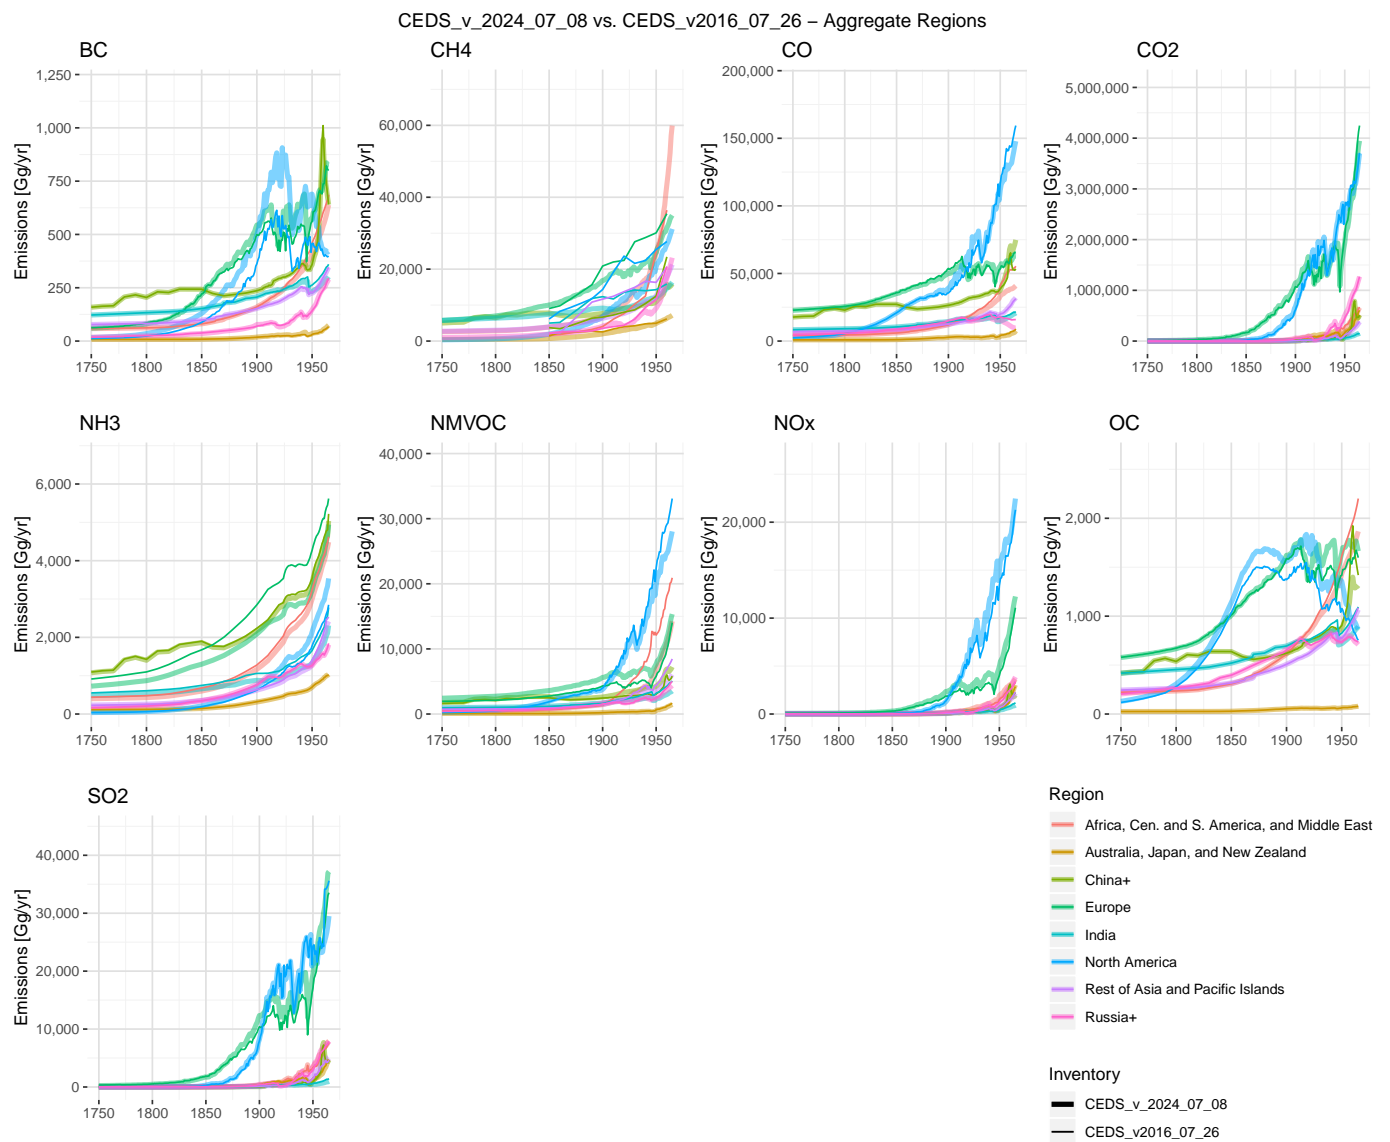 CEDS_v_2024_07_08 vs. CEDS_v2016_07_26 – Aggregate Regions
BC
Emissions [Gg/yr]
1,250
1,000
750
500
250
0
1750 1800 1850 1900 1950
CH4
Emissions [Gg/yr]
60,000
40,000
20,000
0
1750 1800 1850 1900 1950
CO
Emissions [Gg/yr]
200,000
150,000
100,000
50,000
0
1750 1800 1850 1900 1950
CO2
Emissions [Gg/yr]
5,000,000
4,000,000
3,000,000
2,000,000
1,000,000
0
1750 1800 1850 1900 1950
NH3
Emissions [Gg/yr]
6,000
4,000
2,000
0
1750 1800 1850 1900 1950
NMVOC
Emissions [Gg/yr]
40,000
30,000
20,000
10,000
0
1750 1800 1850 1900 1950
NOx
Emissions [Gg/yr]
20,000
10,000
0
1750 1800 1850 1900 1950
OC
Emissions [Gg/yr]
2,000
1,000
0
1750 1800 1850 1900 1950
SO2
Emissions [Gg/yr]
40,000
30,000
20,000
10,000
0
1750 1800 1850 1900 1950
Region
Africa, Cen. and S. America, and Middle East
Australia, Japan, and New Zealand
China+
Europe
India
North America
Rest of Asia and Pacific Islands
Russia+
Inventory
CEDS_v_2024_07_08
CEDS_v2016_07_26